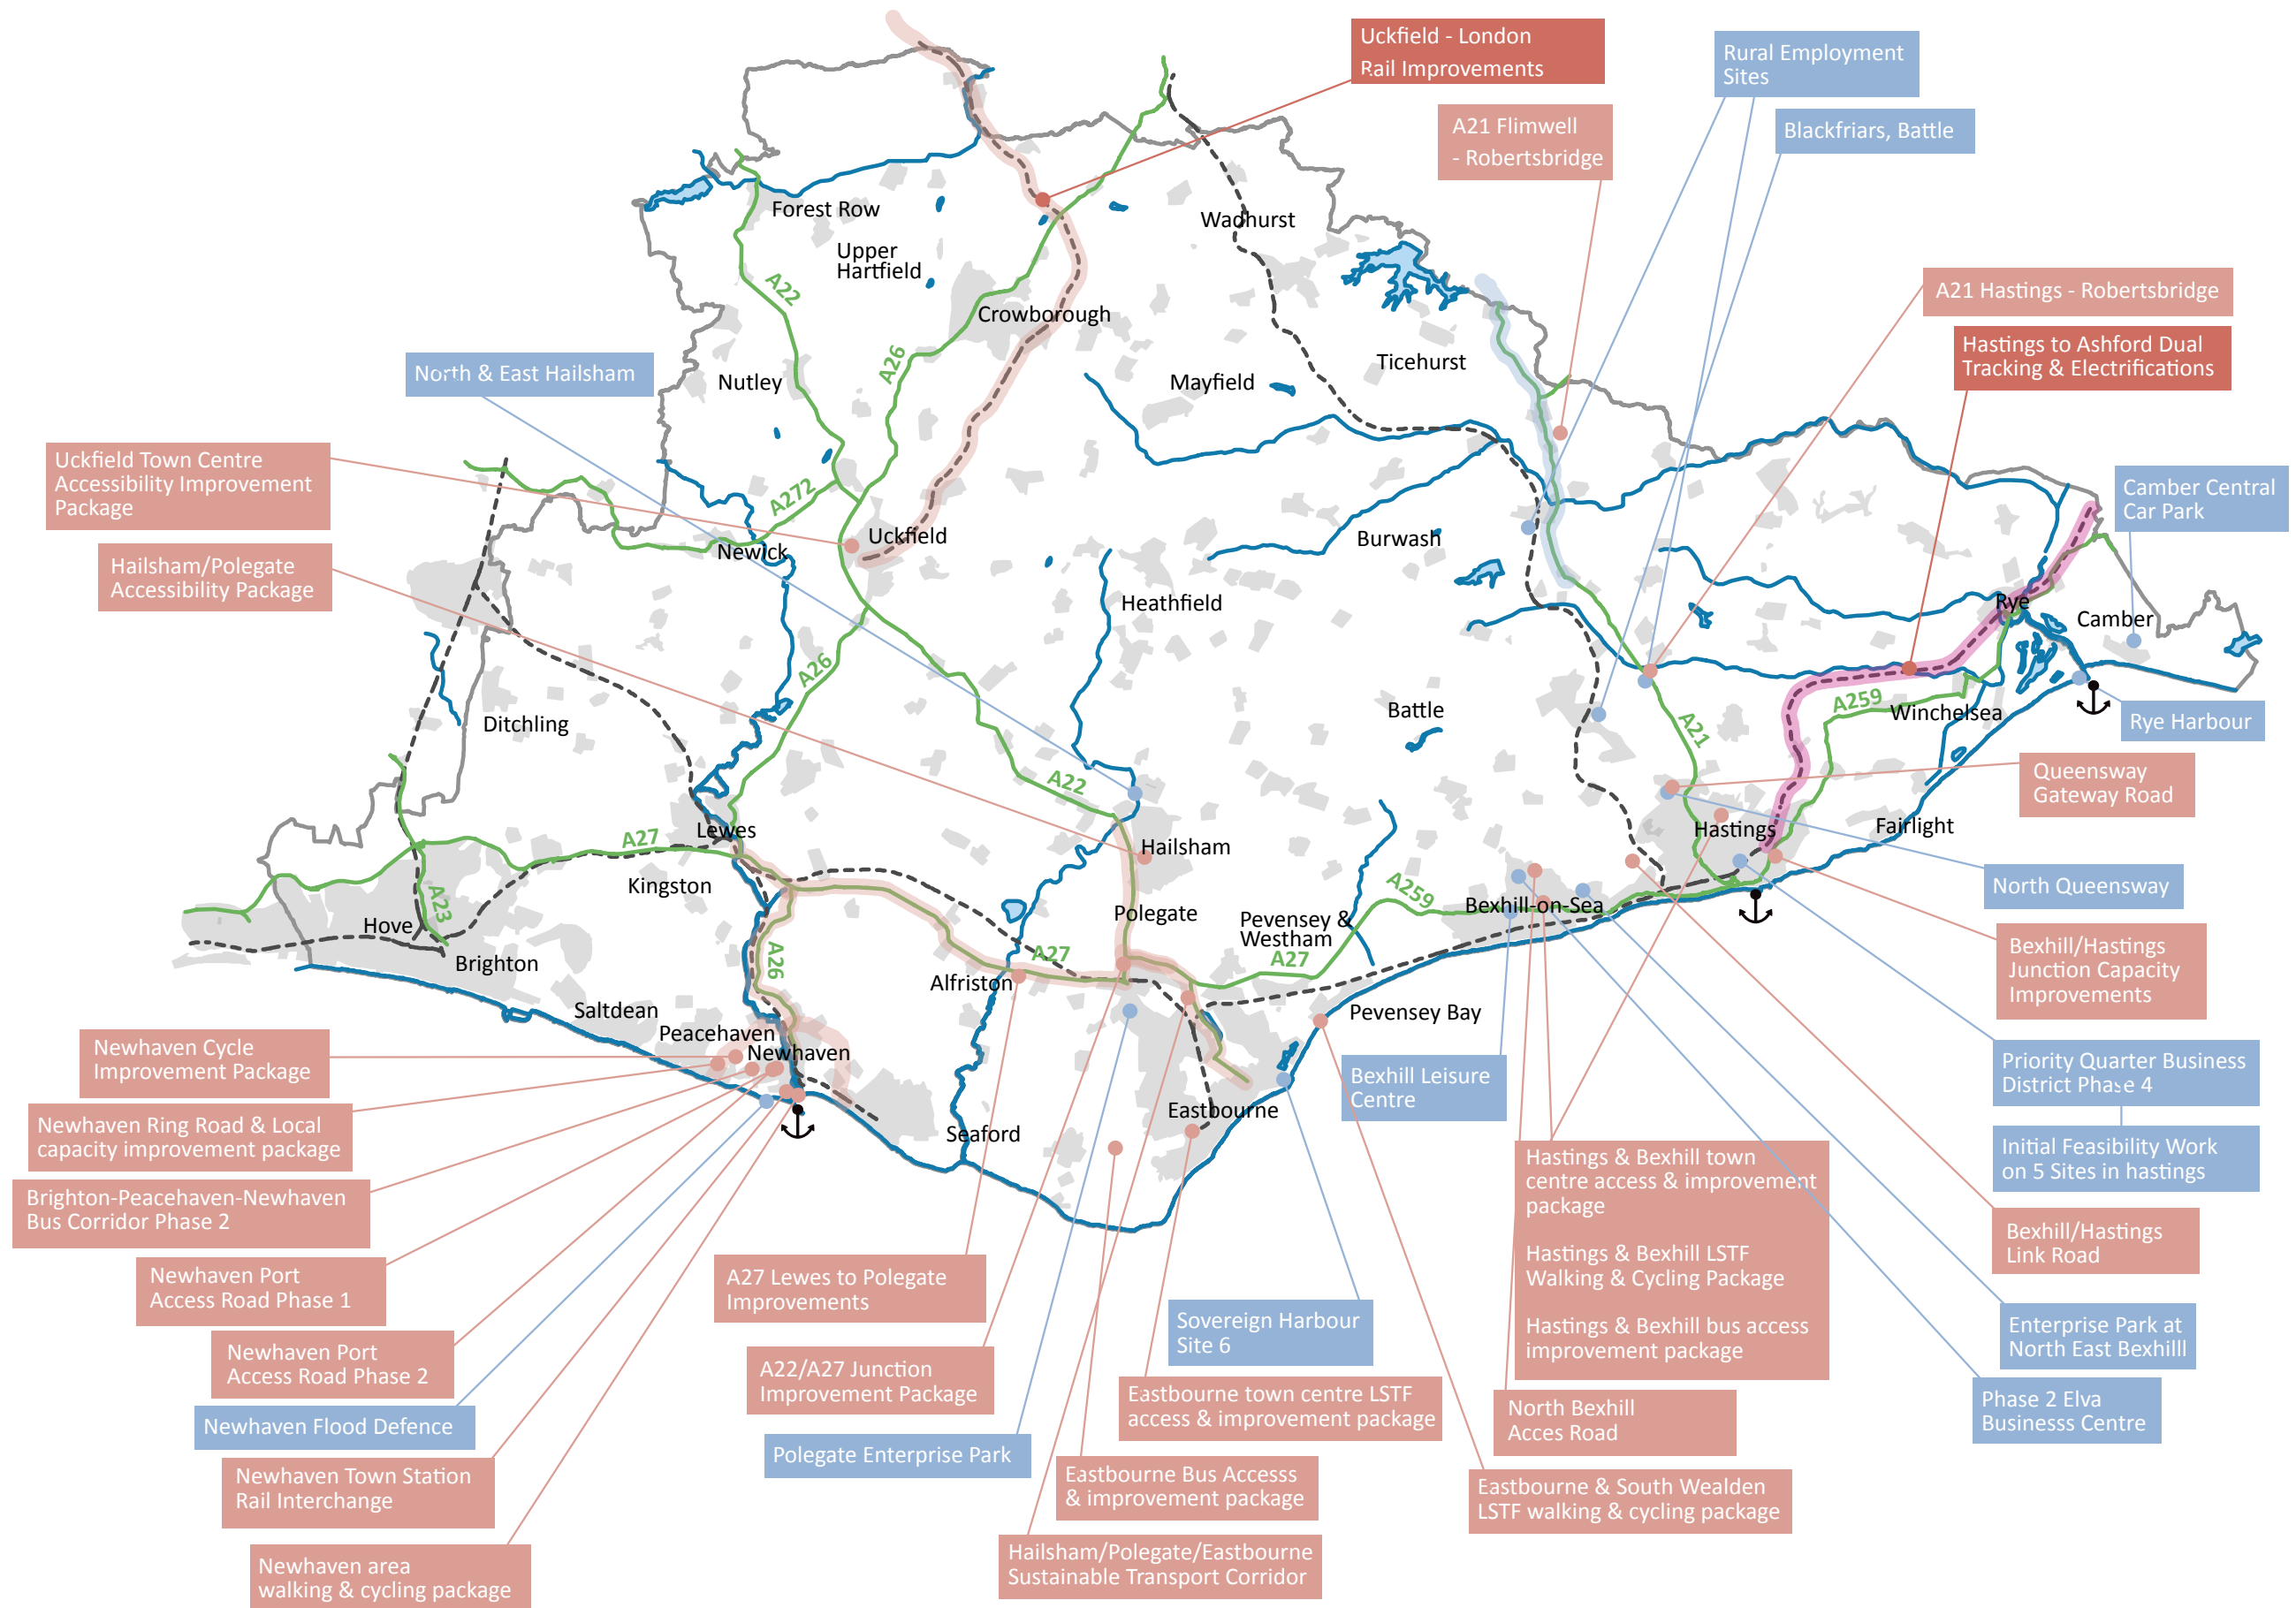 Uckfield - London
Rail Improvements
Rural Employment
Sites
A21 Flimwell
- Robertsbridge
Blackfriars, Battle
Forest Row
Wadhurst
Upper
Hartfield
A22
A21 Hastings - Robertsbridge
Crowborough
Hastings to Ashford Dual
Tracking & Electrifications
North & East Hailsham
A26
Nutley
Mayfield
Ticehurst
Uckfield Town Centre
Accessibility Improvement
Package
A272
Camber Central
Car Park
Uckfield
Newick
Burwash
Hailsham/Polegate
Accessibility Package
Heathfield
Rye
Camber
A26
Ditchling
Battle
A21
A259
Winchelsea
Rye Harbour
A22
Queensway
Gateway Road
Lewes
A27
Hailsham
Hastings
Fairlight
Kingston
A23
Hove
Polegate
A259
Bexhill-on-Sea
North Queensway
Pevensey &
Westham
A27
Brighton
A26
A27
Alfriston
Bexhill/Hastings
Junction Capacity
Improvements
Saltdean
Peacehaven
Newhaven
Pevensey Bay
Newhaven Cycle
Improvement Package
Bexhill Leisure
Centre
Priority Quarter Business
District Phase 4
Eastbourne
Seaford
Newhaven Ring Road & Local
capacity improvement package
Initial Feasibility Work
on 5 Sites in hastings
Hastings & Bexhill town
centre access & improvement
package
Hastings & Bexhill LSTF
Walking & Cycling Package
Hastings & Bexhill bus access
improvement package
Brighton-Peacehaven-Newhaven
Bus Corridor Phase 2
Bexhill/Hastings
Link Road
Newhaven Port
Access Road Phase 1
A27 Lewes to Polegate
Improvements
Sovereign Harbour
Site 6
Enterprise Park at
North East Bexhilll
Newhaven Port
Access Road Phase 2
A22/A27 Junction
Improvement Package
Eastbourne town centre LSTF
access & improvement package
North Bexhill
Acces Road
Phase 2 Elva
Businesss Centre
Newhaven Flood Defence
Polegate Enterprise Park
Newhaven Town Station
Rail Interchange
Eastbourne Bus Accesss
& improvement package
Eastbourne & South Wealden
LSTF walking & cycling package
Newhaven area
walking & cycling package
Hailsham/Polegate/Eastbourne
Sustainable Transport Corridor